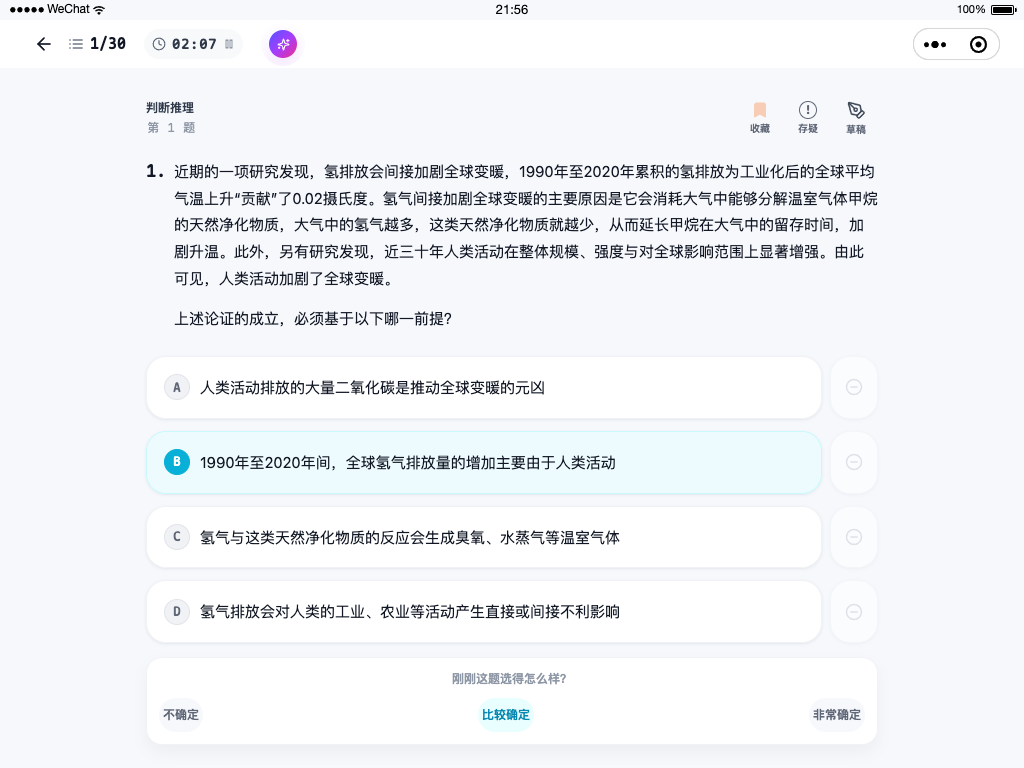 WeChat
21:56
100%
1/30
02:07
判断推理
第 1 题
收藏
存疑
草稿
1. 近期的一项研究发现，氢排放会间接加剧全球变暖，1990年至2020年累积的氢排放为工业化后的全球平均
气温上升“贡献”了0.02摄氏度。氢气间接加剧全球变暖的主要原因是它会消耗大气中能够分解温室气体甲烷
的天然净化物质，大气中的氢气越多，这类天然净化物质就越少，从而延长甲烷在大气中的留存时间，加
剧升温。此外，另有研究发现，近三十年人类活动在整体规模、强度与对全球影响范围上显著增强。由此
可见，人类活动加剧了全球变暖。
上述论证的成立，必须基于以下哪一前提?
A 人类活动排放的大量二氧化碳是推动全球变暖的元凶
B 1990年至2020年间，全球氢气排放量的增加主要由于人类活动
C 氢气与这类天然净化物质的反应会生成臭氧、水蒸气等温室气体
D 氢气排放会对人类的工业、农业等活动产生直接或间接不利影响
刚刚这题选得怎么样?
不确定
比较确定
非常确定